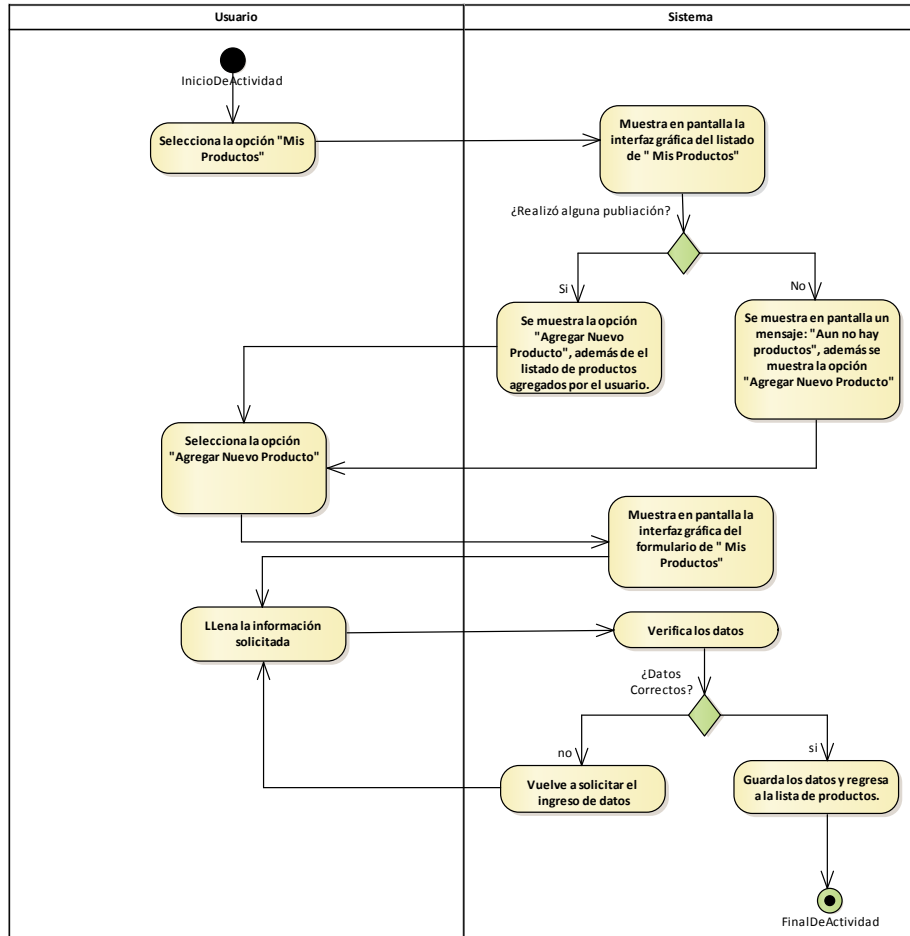 Usuario
Sistema
InicioDeActividad
Selecciona la opción "Mis
Productos"
Muestra en pantalla la
interfaz gráfica del listado
de " Mis Productos"
¿Realizó alguna publiación?
Si
No
Se muestra la opción
"Agregar Nuevo
Producto", además de el
listado de productos
agregados por el usuario.
Se muestra en pantalla un
mensaje: "Aun no hay
productos", además se
muestra la opción
"Agregar Nuevo Producto"
Selecciona la opción
"Agregar Nuevo Producto"
Muestra en pantalla la
interfaz gráfica del
formulario de " Mis
Productos"
LLena la información
solicitada
Verifica los datos
¿Datos
Correctos?
no
si
Vuelve a solicitar el
ingreso de datos
Guarda los datos y regresa
a la lista de productos.
FinalDeActividad